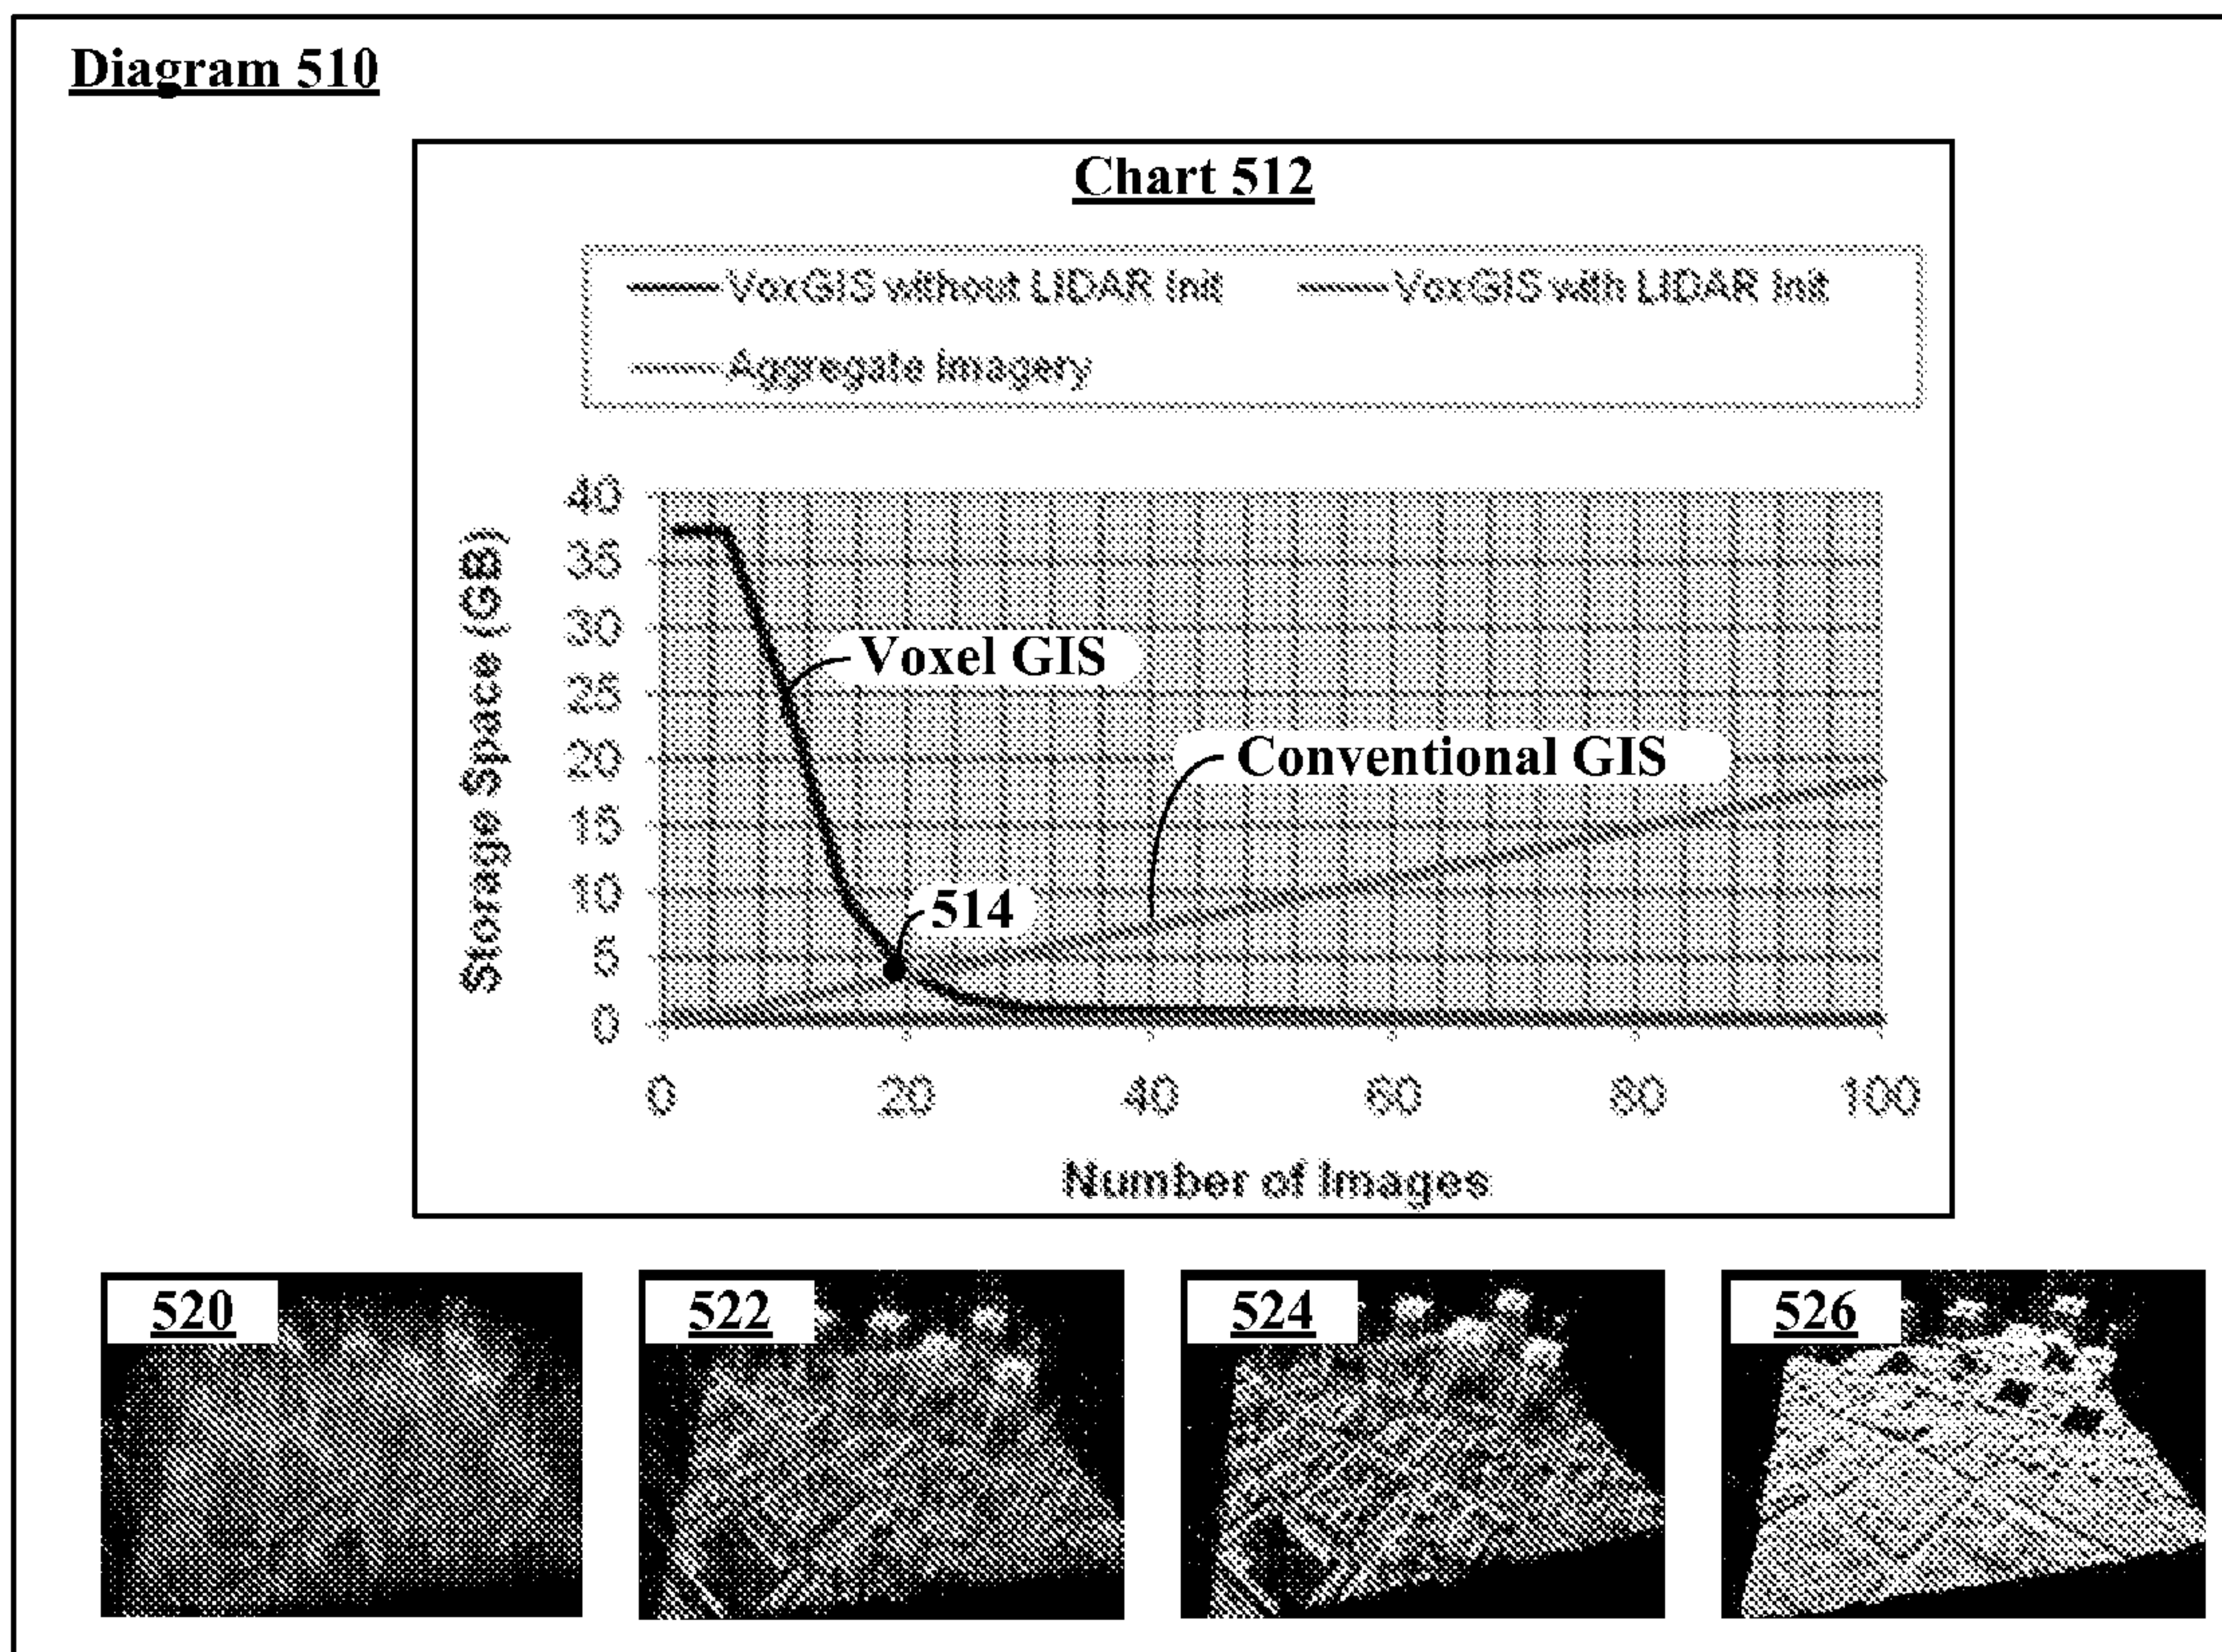 Diagram 510
Chart 512
VoxGIS without LIDAR Init
VoxGIS with LIDAR Init
Aggregate Imagery
Storage Space (GB)
40
35
30
25
20
15
10
5
0
Voxel GIS
Conventional GIS
514
0 20 40 60 80 100
Number of Images
520 522 524 526